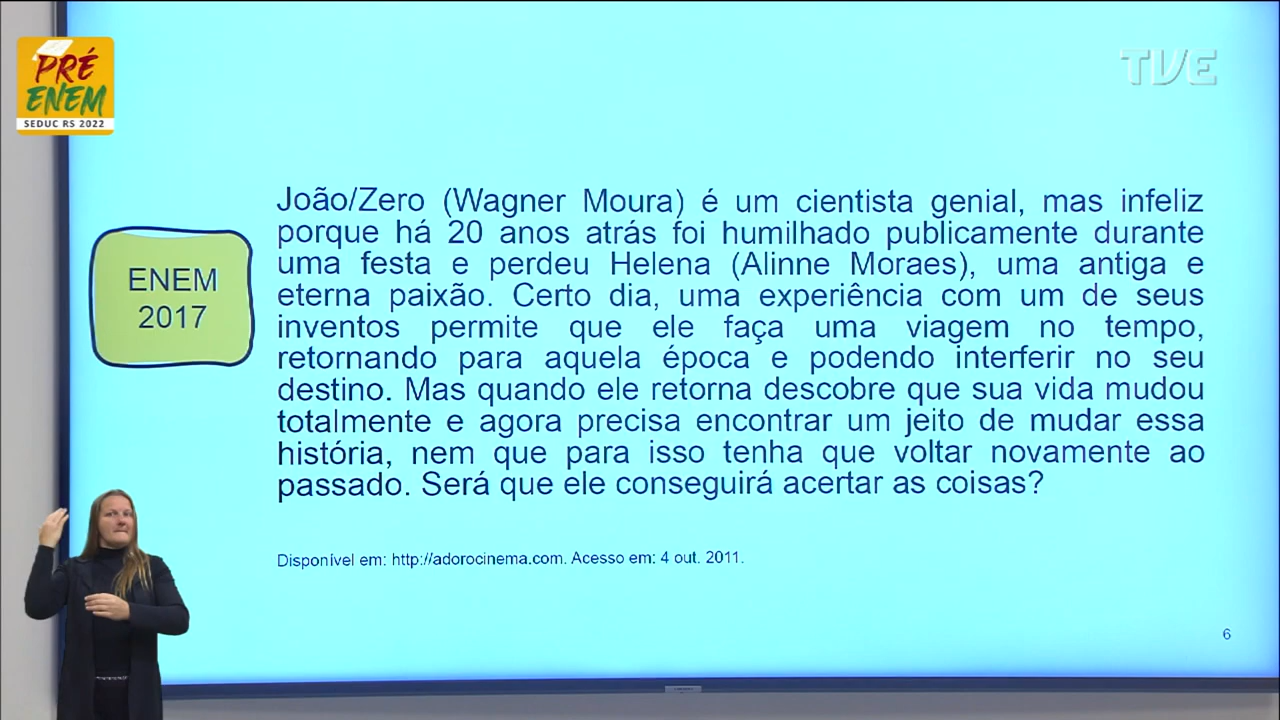 PRÉ
ENEM
SEDUC RS 2022
TVE
João/Zero (Wagner Moura) é um cientista genial, mas infeliz
porque há 20 anos atrás foi humilhado publicamente durante
uma festa e perdeu Helena (Alinne Moraes), uma antiga e
eterna paixão. Certo dia, uma experiência com um de seus
inventos permite que ele faça uma viagem no tempo,
retornando para aquela época e podendo interferir no seu
destino. Mas quando ele retorna descobre que sua vida mudou
totalmente e agora precisa encontrar um jeito de mudar essa
história, nem que para isso tenha que voltar novamente ao
passado. Será que ele conseguirá acertar as coisas?
ENEM
2017
Disponível em: http://adorocinema.com. Acesso em: 4 out. 2011.
6